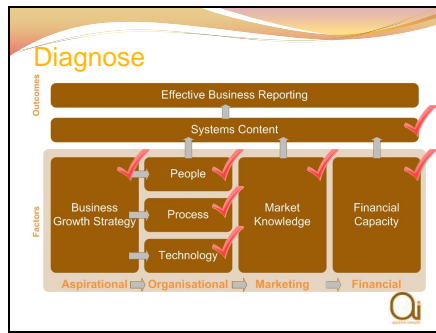 Diagnose
Outcomes
Effective Business Reporting
Systems Content
Factors
Business
Growth Strategy
People
Process
Technology
Market
Knowledge
Financial
Capacity
Aspirational
Organisational
Marketing
Financial